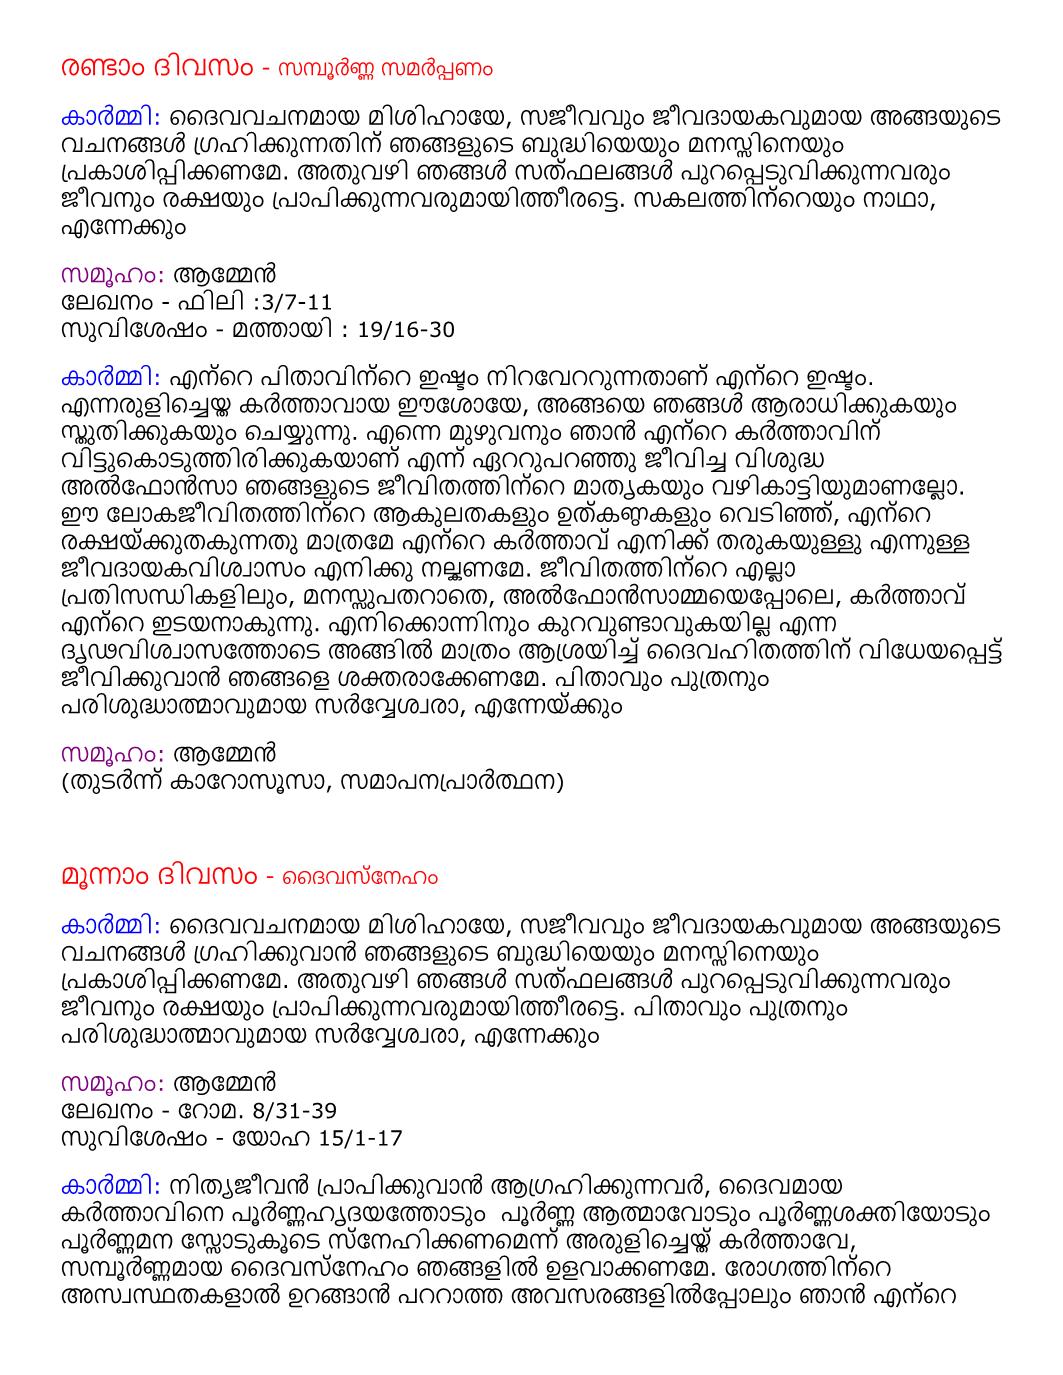 രണ്ടാം ദിവസം - സമ്പൂർണ്ണ സമർപ്പണം
കാർമ്മി: ദൈവവചനമായ മിശിഹായേ, സജീവവും ജീവദായകവുമായ അങ്ങയുടെ
വചനങ്ങൾ ഗ്രഹിക്കുന്നതിന് ഞങ്ങളുടെ ബുദ്ധിയെയും മനസ്സിനെയും
പ്രകാശിപ്പിക്കണമേ. അതുവഴി ഞങ്ങൾ സത്ഫലങ്ങൾ പുറപ്പെടുവിക്കുന്നവരും
ജീവനും രക്ഷയും പ്രാപിക്കുന്നവരുമായിത്തീരട്ടെ. സകലത്തിന്റെയും നാഥാ,
എന്നേക്കും
സമൂഹം: ആമ്മേൻ
ലേഖനം - ഫിലി :3/7-11
സുവിശേഷം - മത്തായി : 19/16-30
കാർമ്മി: എന്റെ പിതാവിന്റെ ഇഷ്ടം നിറവേററുന്നതാണ് എന്റെ ഇഷ്ടം.
എന്നരുളിച്ചെയ്ത കർത്താവായ ഈശോയേ, അങ്ങയെ ഞങ്ങൾ ആരാധിക്കുകയും
സ്തുതിക്കുകയും ചെയ്യുന്നു. എന്നെ മുഴുവനും ഞാൻ എന്റെ കർത്താവിന്
വിട്ടുകൊടുത്തിരിക്കുകയാണ് എന്ന് ഏററുപറഞ്ഞു ജീവിച്ച വിശുദ്ധ
അൽഫോൻസാ ഞങ്ങളുടെ ജീവിതത്തിന്റെ മാതൃകയും വഴികാട്ടിയുമാണല്ലോ.
ഈ ലോകജീവിതത്തിന്റെ ആകുലതകളും ഉത്കണ്ഠകളും വെടിഞ്ഞ്, എന്റെ
രക്ഷയ്ക്കുതകുന്നതു മാത്രമേ എന്റെ കർത്താവ് എനിക്ക് തരുകയുള്ളു എന്നുള്ള
ജീവദായകവിശ്വാസം എനിക്കു നല്കണമേ. ജീവിതത്തിന്റെ എല്ലാ
പ്രതിസന്ധികളിലും, മനസ്സുപതറാതെ, അൽഫോൻസാമ്മയെപ്പോലെ, കർത്താവ്
എന്റെ ഇടയനാകുന്നു. എനിക്കൊന്നിനും കുറവുണ്ടാവുകയില്ല എന്ന
ദൃഢവിശ്വാസത്തോടെ അങ്ങിൽ മാത്രം ആശ്രയിച്ച് ദൈവഹിതത്തിന് വിധേയപ്പെട്ട്
ജീവിക്കുവാൻ ഞങ്ങളെ ശക്തരാക്കേണമേ. പിതാവും പുത്രനും
പരിശുദ്ധാത്മാവുമായ സർവ്വേശ്വരാ, എന്നേയ്ക്കും
സമൂഹം: ആമ്മേൻ
(തുടർന്ന് കാറോസൂസാ, സമാപനപ്രാർത്ഥന)
മൂന്നാം ദിവസം - ദൈവസ്നേഹം
കാർമ്മി: ദൈവവചനമായ മിശിഹായേ, സജീവവും ജീവദായകവുമായ അങ്ങയുടെ
വചനങ്ങൾ ഗ്രഹിക്കുവാൻ ഞങ്ങളുടെ ബുദ്ധിയെയും മനസ്സിനെയും
പ്രകാശിപ്പിക്കണമേ. അതുവഴി ഞങ്ങൾ സത്ഫലങ്ങൾ പുറപ്പെടുവിക്കുന്നവരും
ജീവനും രക്ഷയും പ്രാപിക്കുന്നവരുമായിത്തീരട്ടെ. പിതാവും പുത്രനും
പരിശുദ്ധാത്മാവുമായ സർവ്വേശ്വരാ, എന്നേക്കും
സമൂഹം: ആമ്മേൻ
ലേഖനം - റോമ. 8/31-39
സുവിശേഷം - യോഹ 15/1-17
കാർമ്മി: നിത്യജീവൻ പ്രാപിക്കുവാൻ ആഗ്രഹിക്കുന്നവർ, ദൈവമായ
കർത്താവിനെ പൂർണ്ണഹൃദയത്തോടും പൂർണ്ണ ആത്മാവോടും പൂർണ്ണശക്തിയോടും
പൂർണ്ണമന സ്സോടുകൂടെ സ്നേഹിക്കണമെന്ന് അരുളിച്ചെയ്ത് കർത്താവേ,
സമ്പൂർണ്ണമായ ദൈവസ്നേഹം ഞങ്ങളിൽ ഉളവാക്കണമേ. രോഗത്തിന്റെ
അസ്വസ്ഥതകളാൽ ഉറങ്ങാൻ പററാത്ത അവസരങ്ങളിൽപ്പോലും ഞാൻ എന്റെ